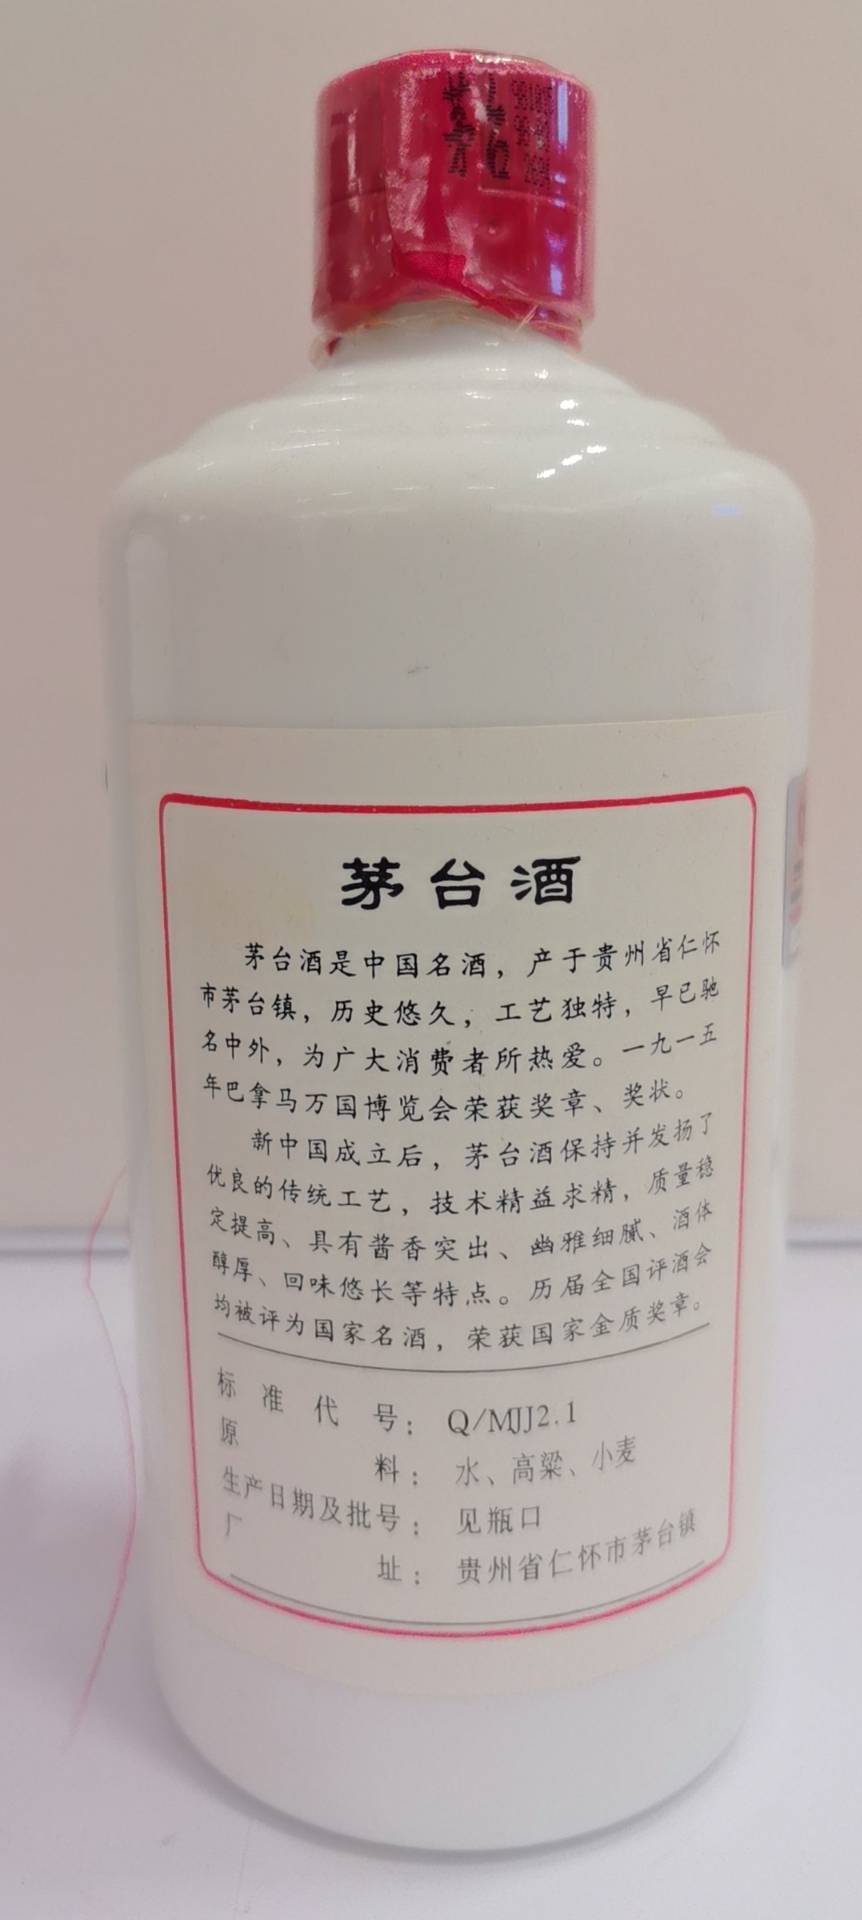 茅台
茅台酒
茅台酒是中国名酒，产于贵州省仁怀
市茅台镇，历史悠久，工艺独特，早已驰
名中外，为广大消费者所热爱。一九一五
年巴拿马万国博览会荣获奖章、奖状。
新中国成立后，茅台酒保持并发扬了
优良的传统工艺，技术精益求精，质量稳
定提高、具有酱香突出、幽雅细腻、酒体
醇厚、回味悠长等特点。历届全国评酒会
均被评为国家名酒，荣获国家金质奖章。
标准代号：Q/MJJ2.1
原料：水、高粱、小麦
生产日期及批号：见瓶口
厂址：贵州省仁怀市茅台镇